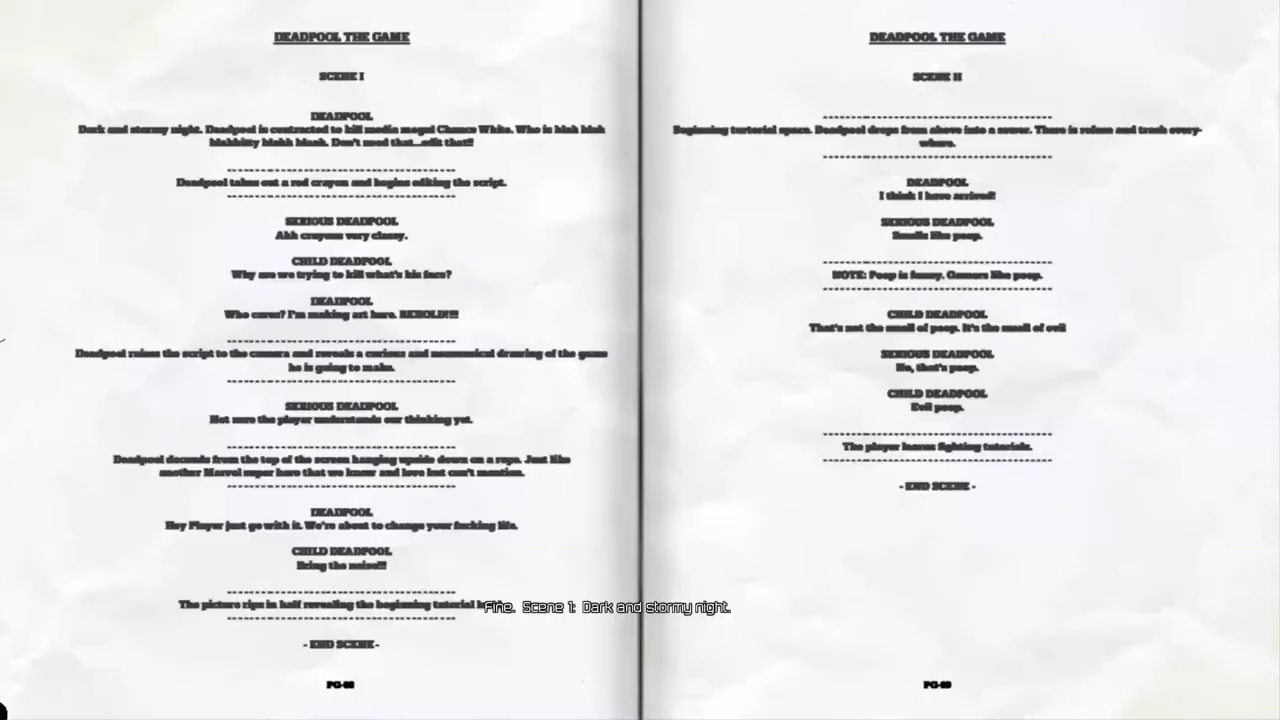 DEADPOOL THE GAME
SCENE I
DEADPOOL
Dark and stormy night. Deadpool is contracted to kill media mogul Chance White. Who is blah blah
blahbitty blahh blaah. Don't need that...edit that!!
Deadpool takes out a red crayon and begins editing the script.
SERIOUS DEADPOOL
Ahh crayons very classy.
CHILD DEADPOOL
Why are we trying to kill what's his face?
DEADPOOL
Who cares? I'm making art here. BEHOLD!!!!
Deadpool raises the script to the camera and reveals a curious and nonsensical drawing of the game
he is going to make.
SERIOUS DEADPOOL
Not sure the player understands our thinking yet.
Deadpool descends from the top of the screen hanging upside down on a rope. Just like
another Marvel super hero that we know and love but can't mention.
DEADPOOL
Hey Player just go with it. We're about to change your fucking life.
CHILD DEADPOOL
Bring the noise!!!
The picture rips in half revealing the beginning tutorial
- END SCENE -
PG-08
DEADPOOL THE GAME
SCENE II
Beginning turtorial space. Deadpool drops from above into a sewer. There is refuse and trash every-
where.
DEADPOOL
I think I have arrived!
SERIOUS DEADPOOL
Smells like poop.
NOTE: Poop is funny. Gamers like poop.
CHILD DEADPOOL
That's not the smell of poop. It's the smell of evil
SERIOUS DEADPOOL
No, that's poop.
CHILD DEADPOOL
Evil poop.
The player learns fighting tutorials.
- END SCENE -
PG-09
Fine. Scene 1: Dark and stormy night.